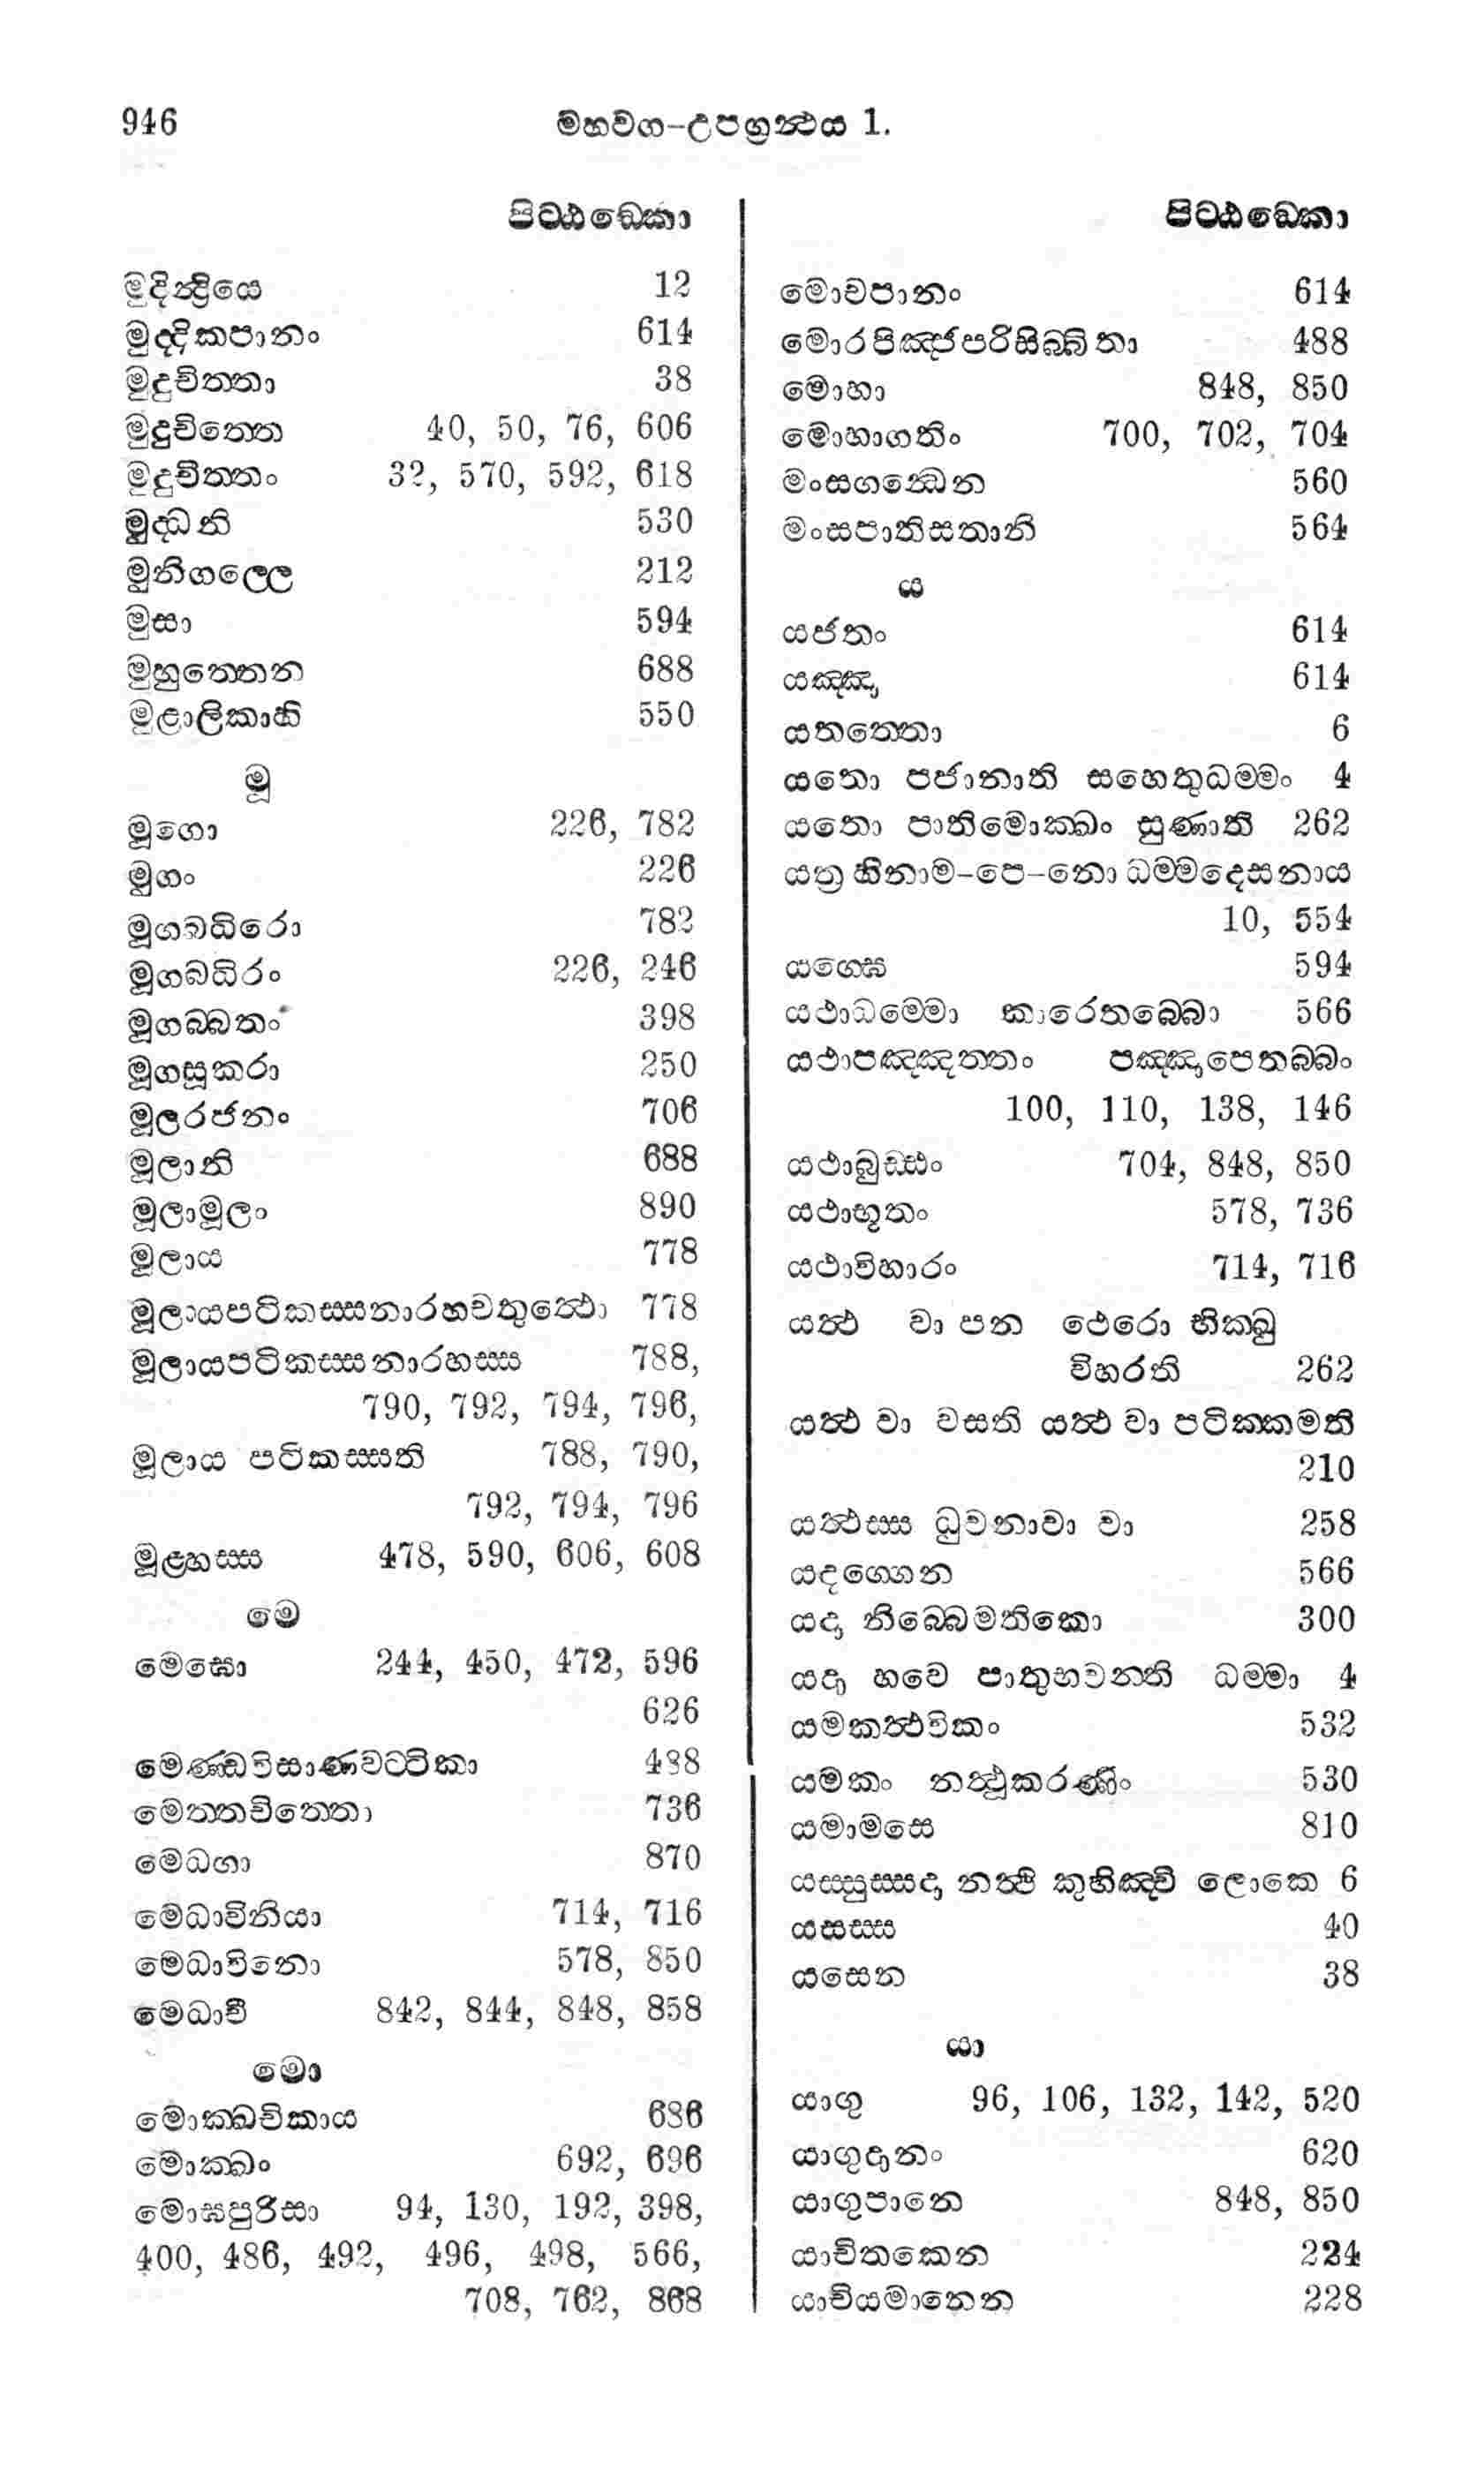 946
මහවග්ග-උපග්‍රන්ථය 1.
පිට්ඨඞ්කො
මුදින්ද්‍රියෙ 12
මුද්දිකපානං 614
මුදුචිත්තා 38
මුදුචිත්තෙ 40, 50, 76, 606
මුදුචිත්තං 32, 570, 592, 618
මුද්ධනි 530
මුනිගල්ලෙ 212
මුසා 594
මුහුත්තෙන 688
මුළාලිකාහි 550
මූ
මූගො 226, 782
මුගං 226
මූගබධිරො 782
මූගබධිරං 226, 246
මූගබ්බතං 398
මූගසූකරා 250
මූලරජනං 706
මූලානි 688
මූලාමූලං 890
මූලාය 778
මූලායපටිකස්සනාරහචතුත්ථො 778
මූලායපටිකස්සනාරහස්ස 788,
790, 792, 794, 796,
මූලාය පටිකස්සති 788, 790,
792, 794, 796
මූළ්හස්ස 478, 590, 606, 608
මෙ
මෙඝො 244, 450, 472, 596
626
මෙණ්ඩවිසාණවට්ටිකා 488
මෙත්තචිත්තො 736
මෙධගා 870
මෙධාවිනියා 714, 716
මෙධාවිනො 578, 850
මෙධාවී 842, 844, 848, 858
මො
මොක්ඛචිකාය 686
මොක්ඛං 692, 696
මොඝපුරිසා 94, 130, 192, 398,
400, 486, 492, 496, 498, 566,
708, 762, 868
පිට්ඨඞ්කො
මොචපානං 614
මොරපිඤ්ජපරිසිබ්බිතා 488
මොහා 848, 850
මොහාගතිං 700, 702, 704
මංසගන්ධෙන 560
මංසපාතිසතානි 564
ය
යජතං 614
යඤ්ඤා 614
යතත්තො 6
යතො පජානාති සහෙතුධම්මං 4
යතො පාතිමොක්ඛං සුණාති 262
යත්‍ර හිනාම-පෙ-නො ධම්මදෙසනාය
10, 554
යග්ඝෙ 594
යථාධම්මො කාරෙතබ්බො 566
යථාපඤ්ඤත්තං පඤ්ඤාපෙතබ්බං
100, 110, 138, 146
යථාබුඩ්ඪං 704, 848, 850
යථාභූතං 578, 736
යථාවිහාරං 714, 716
යත්ථ වා පන ථෙරො භික්ඛු
විහරති 262
යත්ථ වා වසති යත්ථ වා පටික්කමති
210
යත්ථස්ස ධුවනාවා වා 258
යදග්ගෙන 566
යදා නිබ්බෙමතිකො 300
යදා හවෙ පාතුභවන්ති ධම්මා 4
යමකත්ථවිකං 532
යමකං නත්ථුකරණිං 530
යමාමසෙ 810
යස්සුස්සදා නත්ථි කුහිඤ්චි ලොකෙ 6
යසස්ස 40
යසෙන 38
යා
යාගු 96, 106, 132, 142, 520
යාගුදානං 620
යාගුපානෙ 848, 850
යාචිතකෙන 224
යාචියමානෙන 228